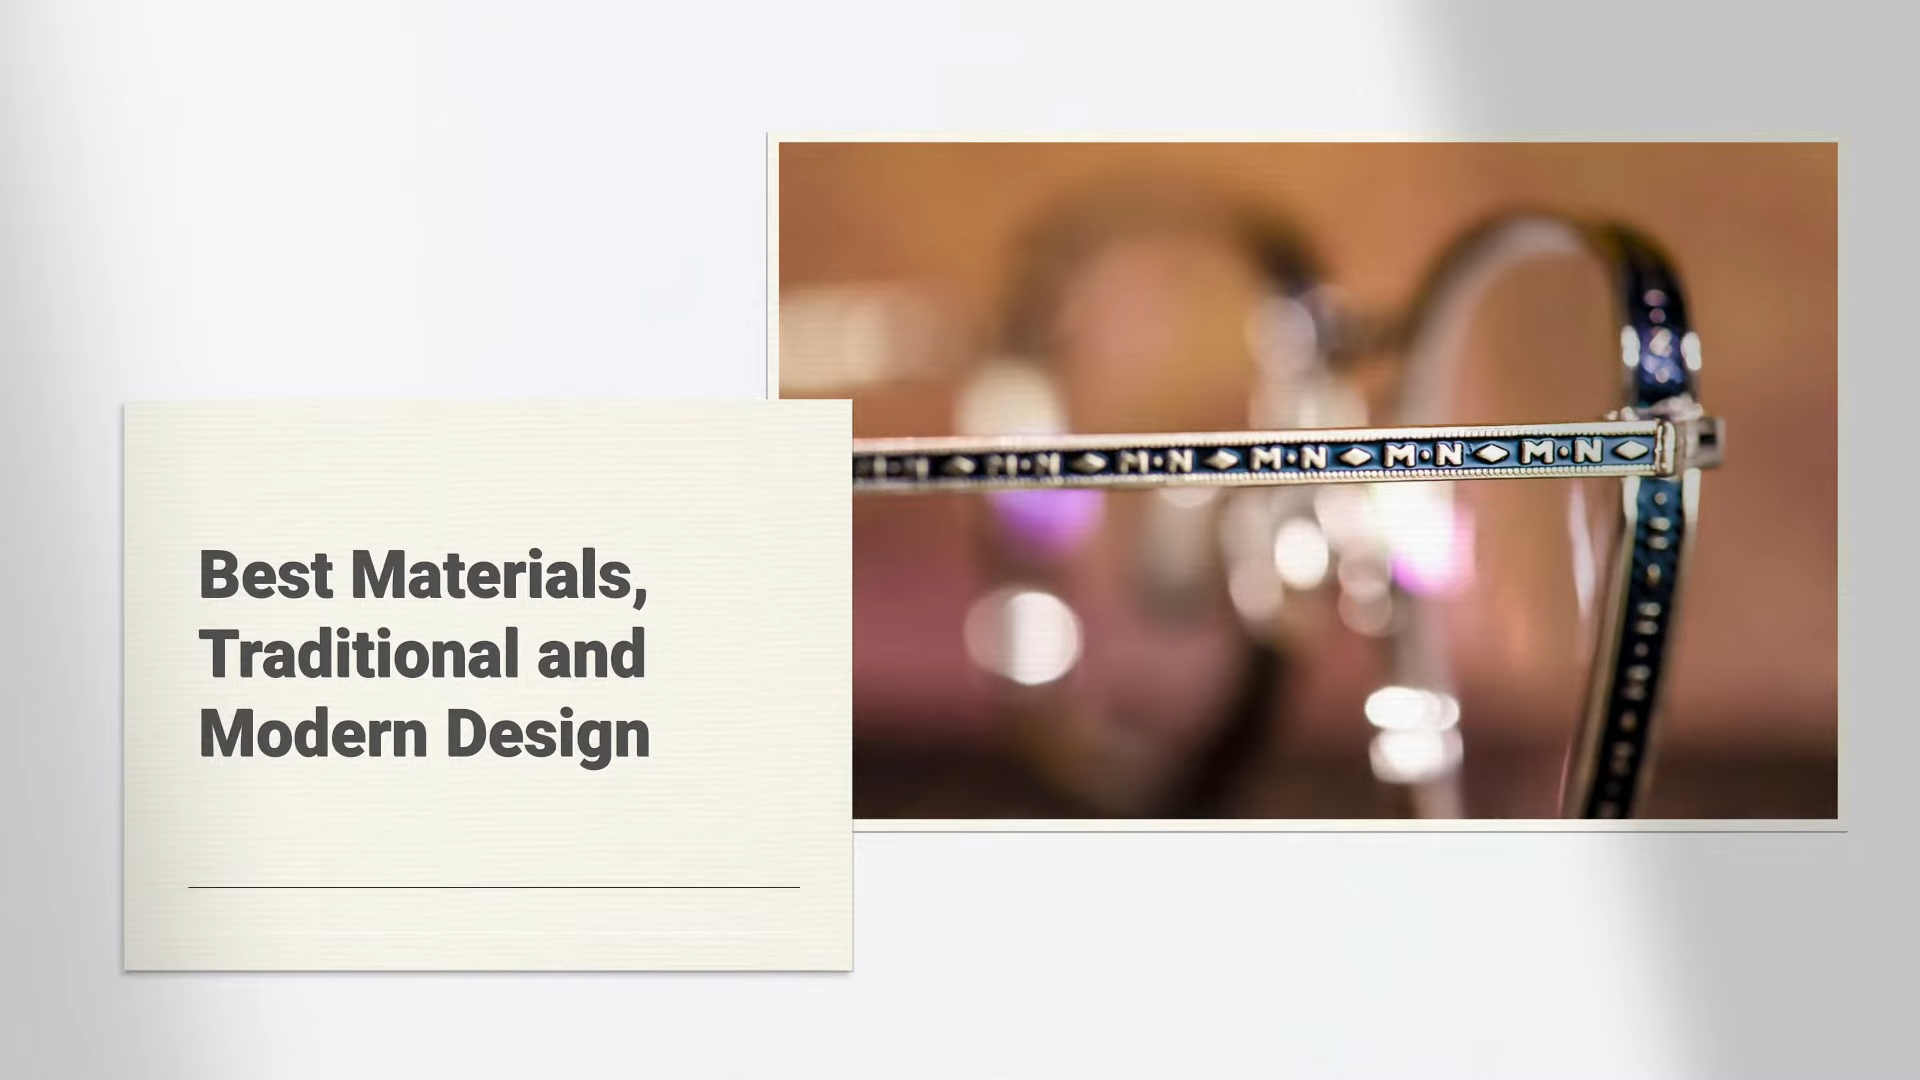 Best Materials,
Traditional and
Modern Design
M·N M·N M·N M·N M·N M·N